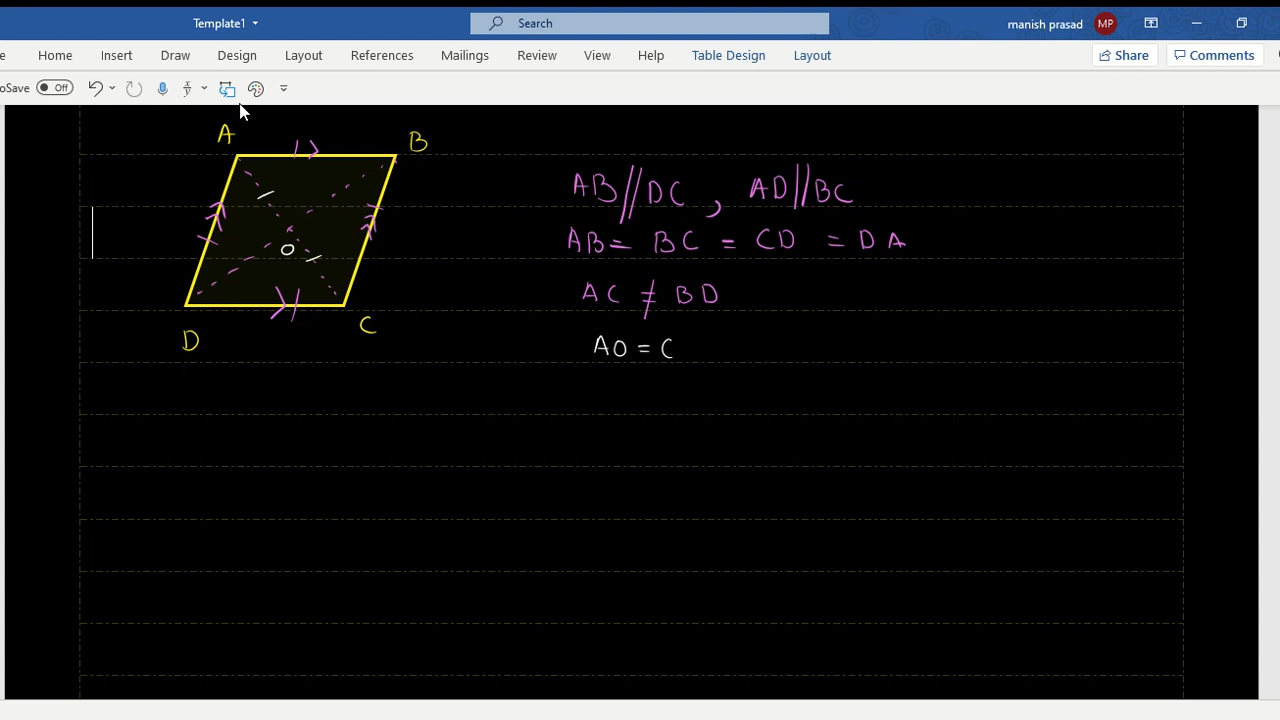 Template1
Search
manish prasad MP
Home Insert Draw Design Layout References Mailings Review View Help Table Design Layout Share Comments
oSave Off
A
B
AB//DC, AD//BC
AB = BC = CD = DA
O
AC ≠ BD
D
C
AO = C